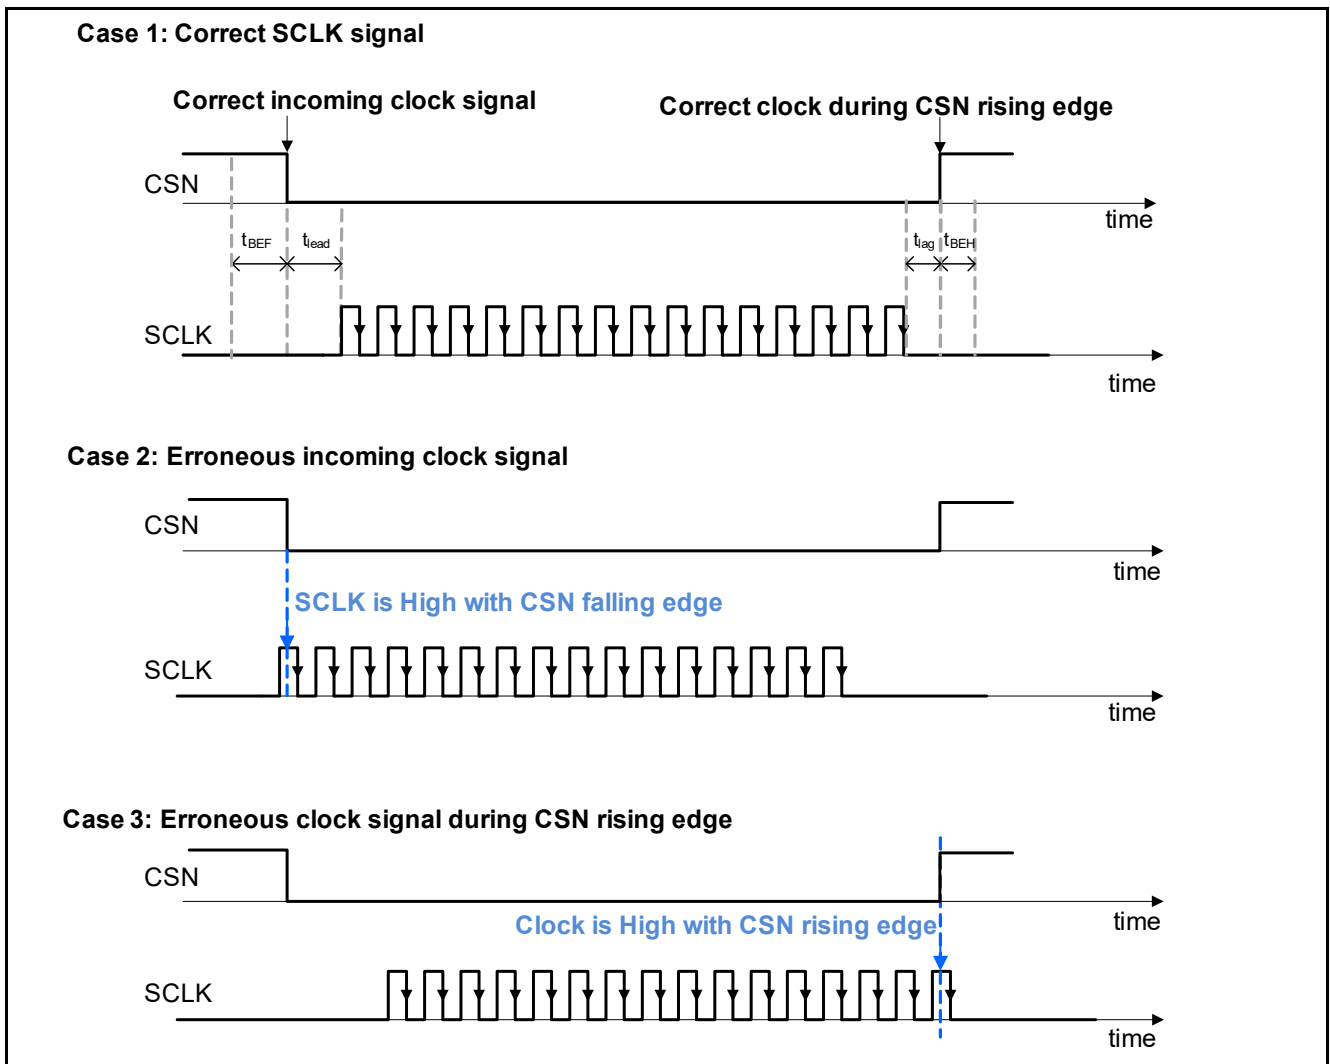 Case 1: Correct SCLK signal
Correct incoming clock signal
Correct clock during CSN rising edge
CSN
time
tBEF
tlead
tlag
tBEH
SCLK
time
Case 2: Erroneous incoming clock signal
CSN
time
SCLK is High with CSN falling edge
SCLK
time
Case 3: Erroneous clock signal during CSN rising edge
CSN
time
Clock is High with CSN rising edge
SCLK
time